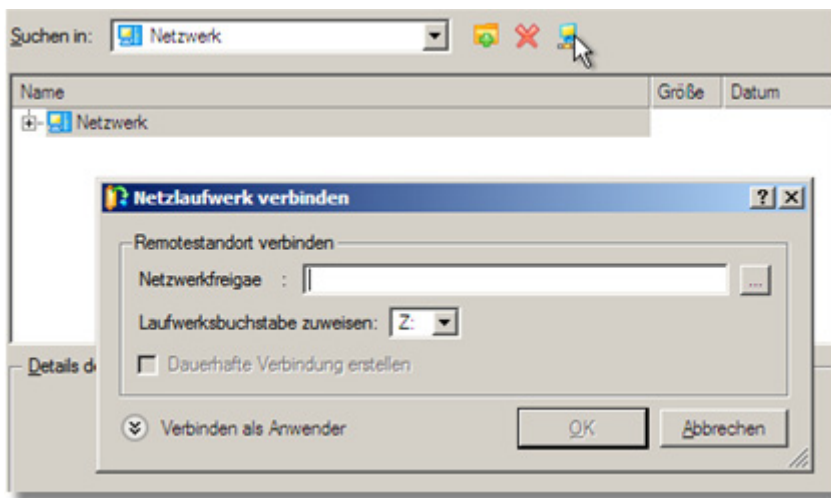 Suchen in: Netzwerk
Name Größe Datum
Netzwerk
Netzlaufwerk verbinden
Remotestandort verbinden
Netzwerkfreigae :
...
Laufwerksbuchstabe zuweisen: Z:
Dauerhafte Verbindung erstellen
Details d
Verbinden als Anwender OK Abbrechen